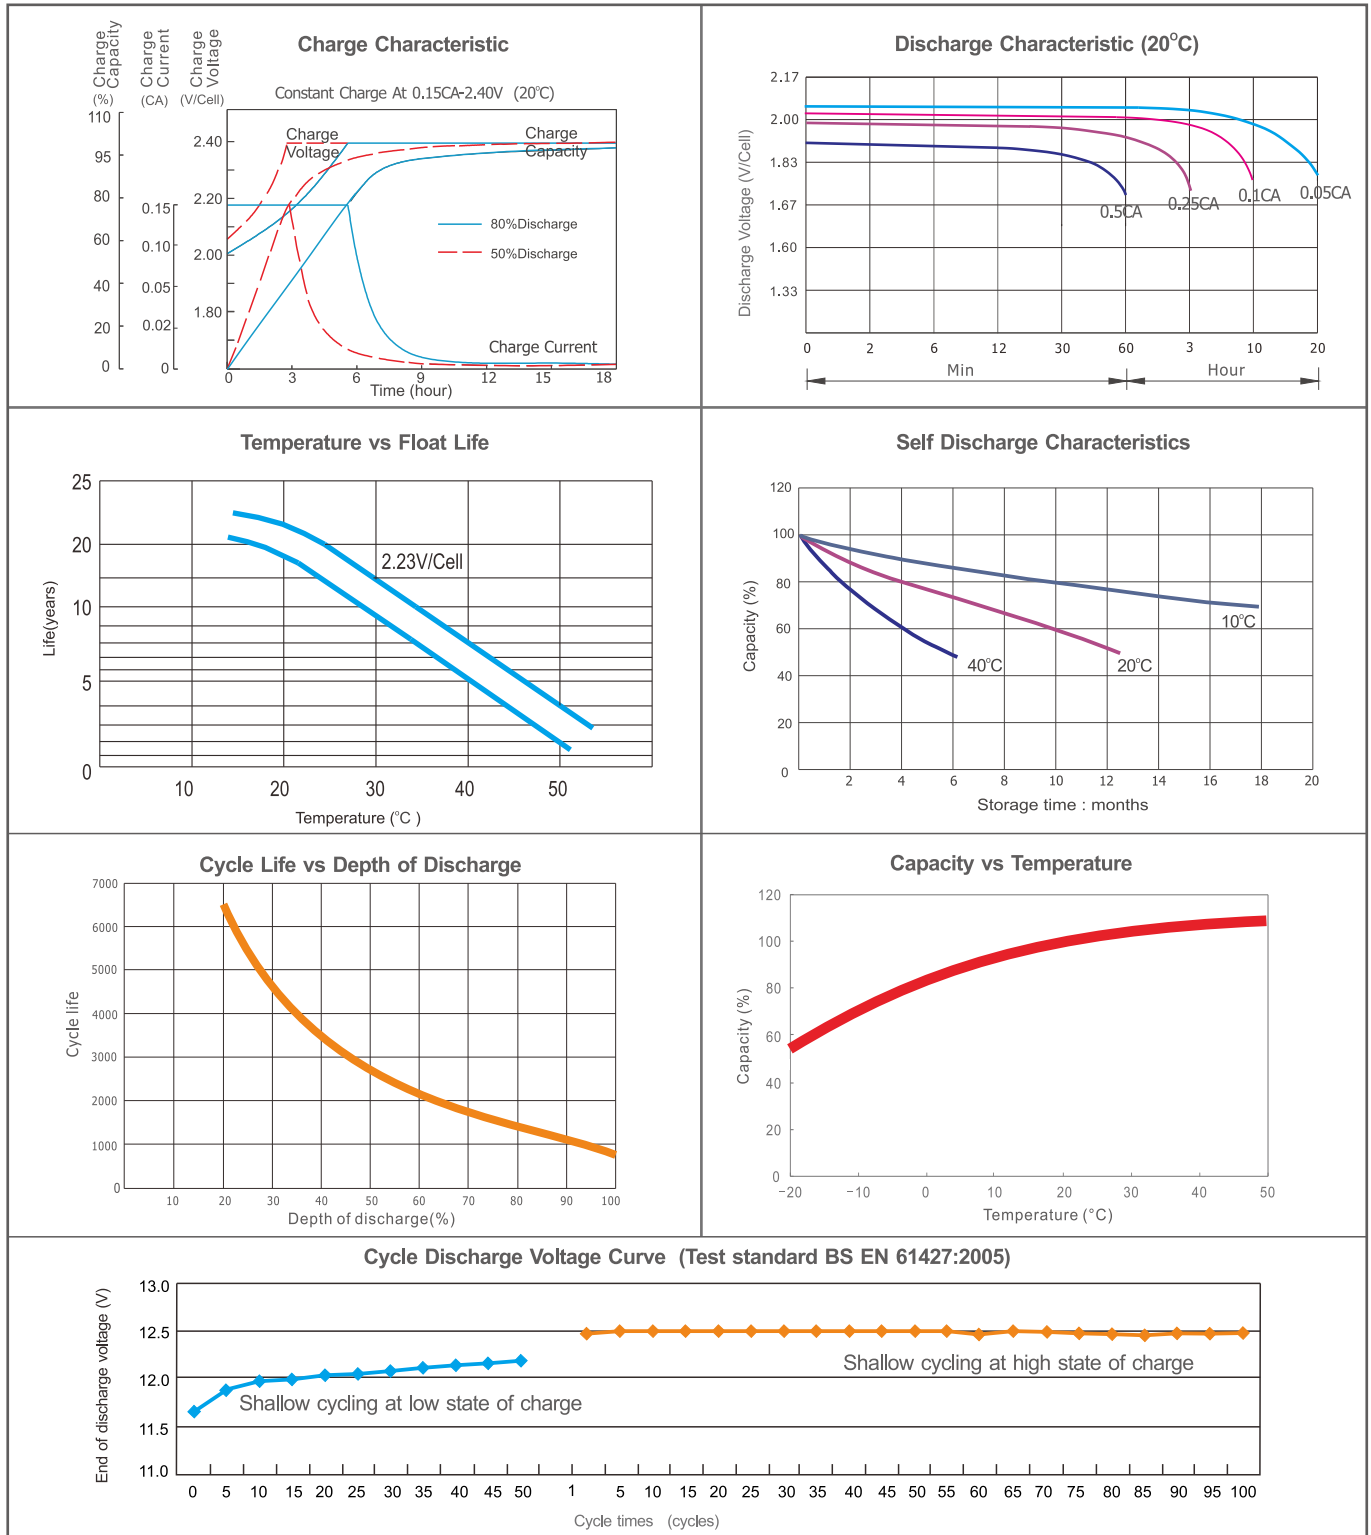 Charge Characteristic
Charge Capacity
(%)
Charge Current
(CA)
Charge Voltage
(V/Cell)
Constant Charge At 0.15CA-2.40V (20°C)
110
95
80
60
40
20
0
0.15
0.10
0.05
0.02
0
2.40
2.20
2.00
1.80
Charge
Voltage
Charge
Capacity
80%Discharge
50%Discharge
Charge Current
0 3 6 9 12 15 18
Time (hour)
Discharge Characteristic (20°C)
Discharge Voltage (V/Cell)
2.17
2.00
1.83
1.67
1.60
1.33
0.5CA 0.25CA 0.1CA 0.05CA
0 2 6 12 30 60 3 10 20
Min Hour
Temperature vs Float Life
Life(years)
25
20
10
5
0
2.23V/Cell
10 20 30 40 50
Temperature (°C )
Self Discharge Characteristics
Capacity (%)
120
100
80
60
40
20
0
10°C
40°C
20°C
2 4 6 8 10 12 14 16 18 20
Storage time : months
Cycle Life vs Depth of Discharge
Cycle life
7000
6000
5000
4000
3000
2000
1000
0
10 20 30 40 50 60 70 80 90 100
Depth of discharge(%)
Capacity vs Temperature
Capacity (%)
120
100
80
60
40
20
0
−20 −10 0 10 20 30 40 50
Temperature (°C)
Cycle Discharge Voltage Curve (Test standard BS EN 61427:2005)
End of discharge voltage (V)
13.0
12.5
12.0
11.5
11.0
Shallow cycling at high state of charge
Shallow cycling at low state of charge
0 5 10 15 20 25 30 35 40 45 50 1 5 10 15 20 25 30 35 40 45 50 55 60 65 70 75 80 85 90 95 100
Cycle times (cycles)